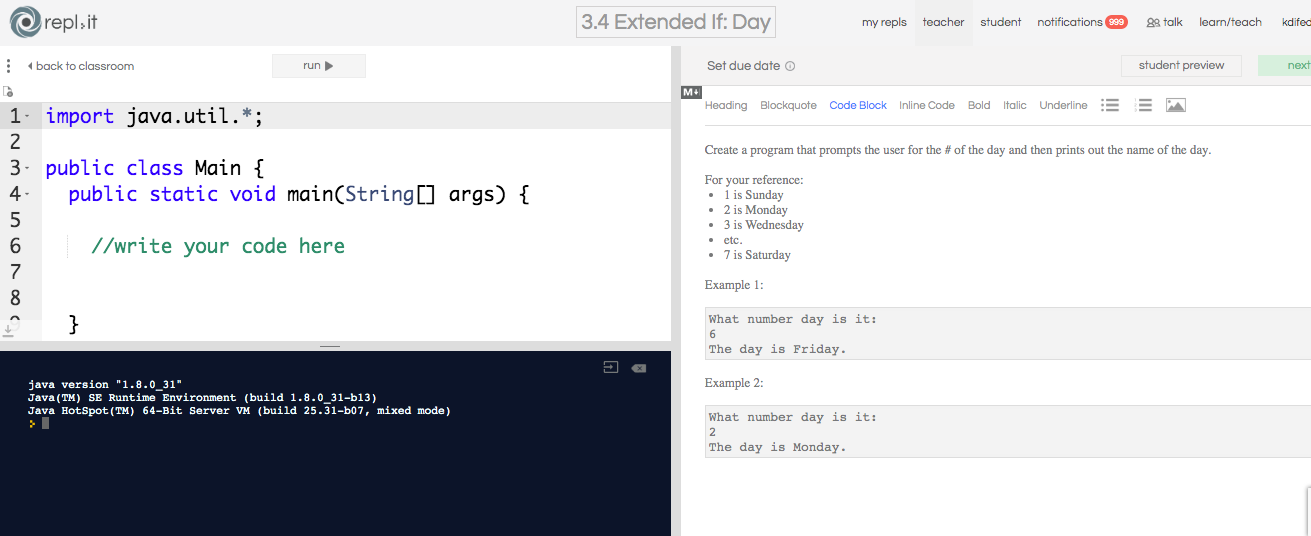 repl.it
3.4 Extended If: Day
my repls teacher student notifications 999 talk learn/teach kdifed
back to classroom
run
Set due date
student preview
next
M
Heading Blockquote Code Block Inline Code Bold Italic Underline
1 import java.util.*;
2
3 public class Main {
4 public static void main(String[] args) {
5
6 //write your code here
7
8
9 }
java version "1.8.0_31"
Java(TM) SE Runtime Environment (build 1.8.0_31-b13)
Java HotSpot(TM) 64-Bit Server VM (build 25.31-b07, mixed mode)
Create a program that prompts the user for the # of the day and then prints out the name of the day.
For your reference:
• 1 is Sunday
• 2 is Monday
• 3 is Wednesday
• etc.
• 7 is Saturday
Example 1:
What number day is it:
6
The day is Friday.
Example 2:
What number day is it:
2
The day is Monday.